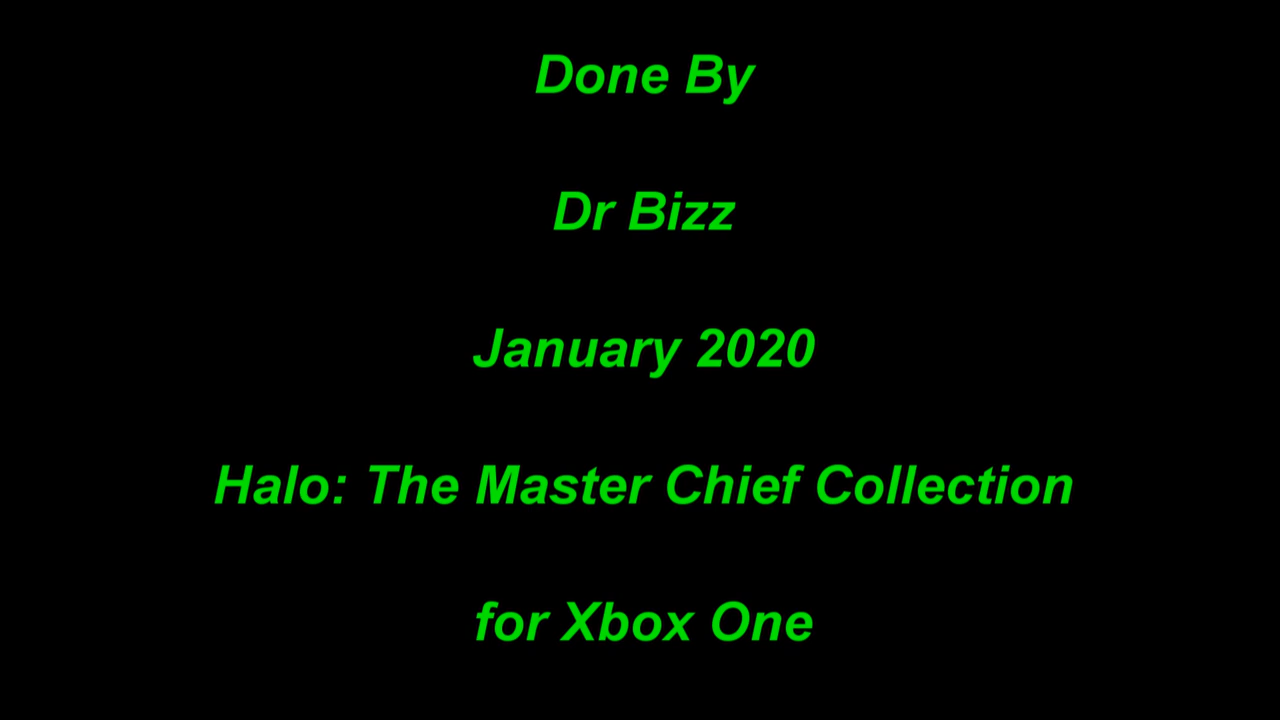 Done By
Dr Bizz
January 2020
Halo: The Master Chief Collection
for Xbox One